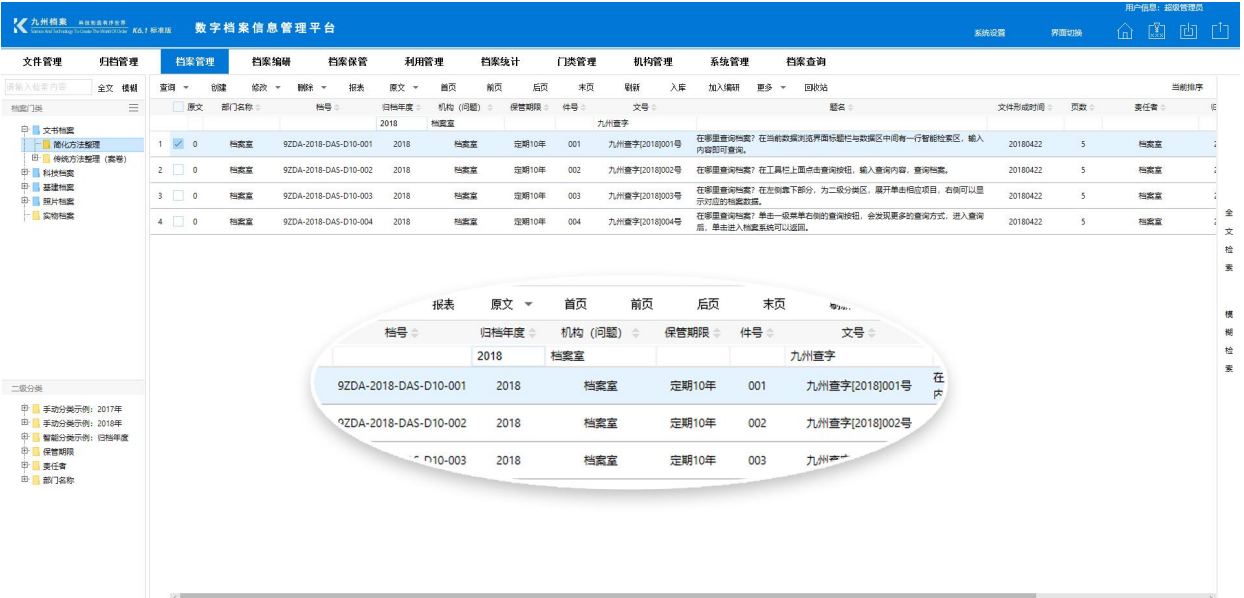 用户信息：超级管理员
九州档案 科技创造有序世界
Science And Technology To Create The World Of Order K6.1 标准版 数字档案信息管理平台
系统设置 界面切换
文件管理 归档管理 档案管理 档案编研 档案保管 利用管理 档案统计 门类管理 机构管理 系统管理 档案查询
请输入检索内容 全文 模糊 查询 创建 修改 删除 报表 原文 首页 前页 后页 末页 刷新 入库 加入编研 更多 回收站 当前排序
档案门类 原文 部门名称 档号 归档年度 机构（问题） 保管期限 件号 文号 题名 文件形成时间 页数 责任者
2018 档案室 九州查字
文书档案
简化方法整理
传统方法整理（案卷）
科技档案
基建档案
照片档案
实物档案
1 0 档案室 9ZDA-2018-DAS-D10-001 2018 档案室 定期10年 001 九州查字[2018]001号 在哪里查询档案？在当前数据浏览界面标题栏与数据区中间有一行智能检索区，输入
内容即可查询。 20180422 5 档案室
2 0 档案室 9ZDA-2018-DAS-D10-002 2018 档案室 定期10年 002 九州查字[2018]002号 在哪里查询档案？在工具栏上面点击查询按钮，输入查询内容，查询档案。 20180422 5 档案室
3 0 档案室 9ZDA-2018-DAS-D10-003 2018 档案室 定期10年 003 九州查字[2018]003号 在哪里查询档案？在左侧靠下部分，为二级分类区，展开单击相应项目，右侧可以显
示对应的档案数据。 20180422 5 档案室
4 0 档案室 9ZDA-2018-DAS-D10-004 2018 档案室 定期10年 004 九州查字[2018]004号 在哪里查询档案？单击一级菜单右侧的查询按钮，会发现更多的查询方式，进入查询
后，单击进入档案系统可以返回。 20180422 5 档案室
全文检索
模糊检索
报表 原文 首页 前页 后页 末页
档号 归档年度 机构（问题） 保管期限 件号 文号
2018 档案室 九州查字
9ZDA-2018-DAS-D10-001 2018 档案室 定期10年 001 九州查字[2018]001号 在
内
9ZDA-2018-DAS-D10-002 2018 档案室 定期10年 002 九州查字[2018]002号
D10-003 2018 档案室 定期10年 003 九州查
二级分类
手动分类示例：2017年
手动分类示例：2018年
智能分类示例：归档年度
保管期限
责任者
部门名称